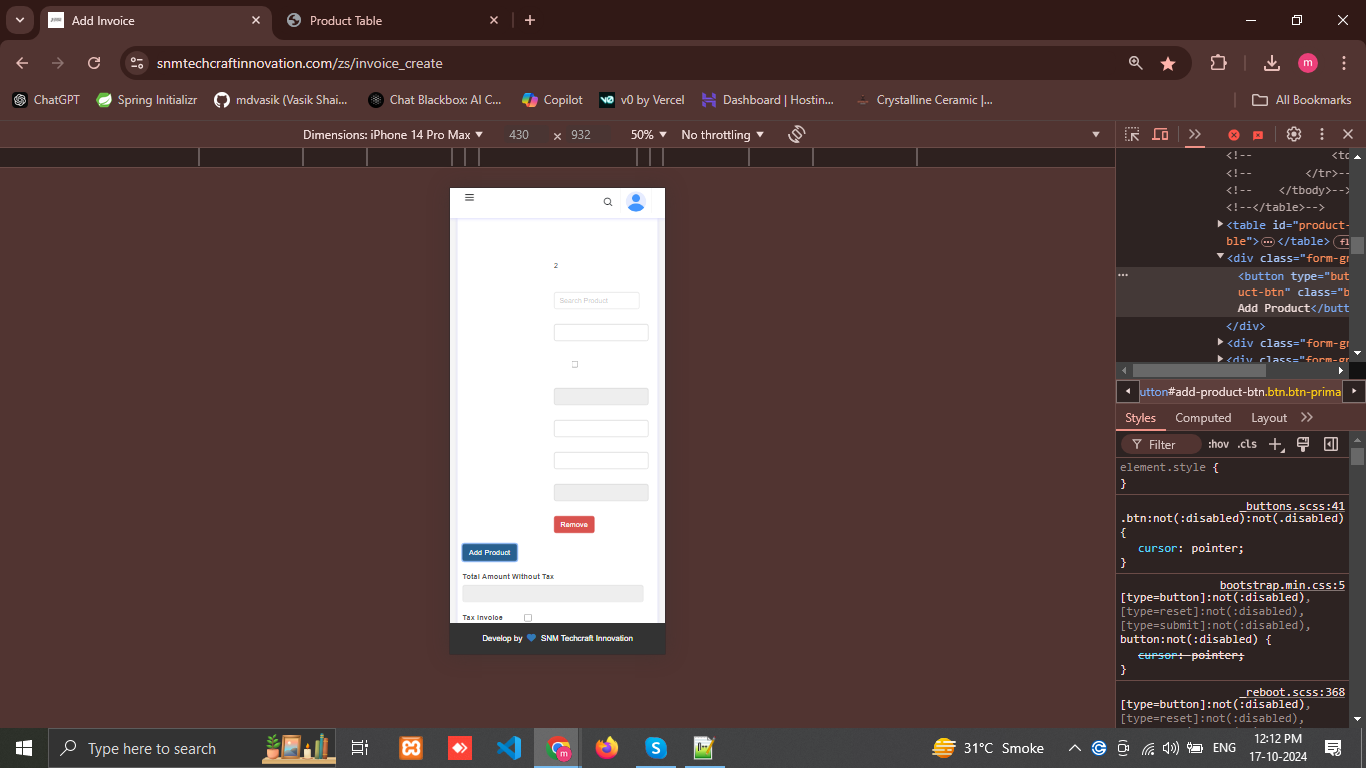 Add Invoice
Product Table
snmtechcraftinnovation.com/zs/invoice_create
ChatGPT
Spring Initializr
mdvasik (Vasik Shai...
Chat Blackbox: AI C...
Copilot
v0 by Vercel
Dashboard | Hostin...
Crystalline Ceramic |...
All Bookmarks
m
Dimensions: iPhone 14 Pro Max
430
×
932
50%
No throttling
2
Search Product
Remove
Add Product
Total Amount Without Tax
Tax Invoice
Develop by
SNM Techcraft Innovation
<!-- <to
<!-- </tr>--
<!-- </tbody>-->
<!--</table>-->
<table id="product-
ble"> </table>
<div class="form-gr
<button type="but
uct-btn" class="b
Add Product</butt
</div>
<div class="form-gr
<div class="form-gr
utton#add-product-btn.btn.btn-prima
Styles
Computed
Layout
Filter
:hov
.cls
element.style {
}
_buttons.scss:41
.btn:not(:disabled):not(.disabled)
{
cursor: pointer;
}
bootstrap.min.css:5
[type=button]:not(:disabled),
[type=reset]:not(:disabled),
[type=submit]:not(:disabled),
button:not(:disabled) {
cursor: pointer;
}
_reboot.scss:368
[type=button]:not(:disabled),
[type=reset]:not(:disabled),
Type here to search
31°C Smoke
ENG
12:12 PM
17-10-2024